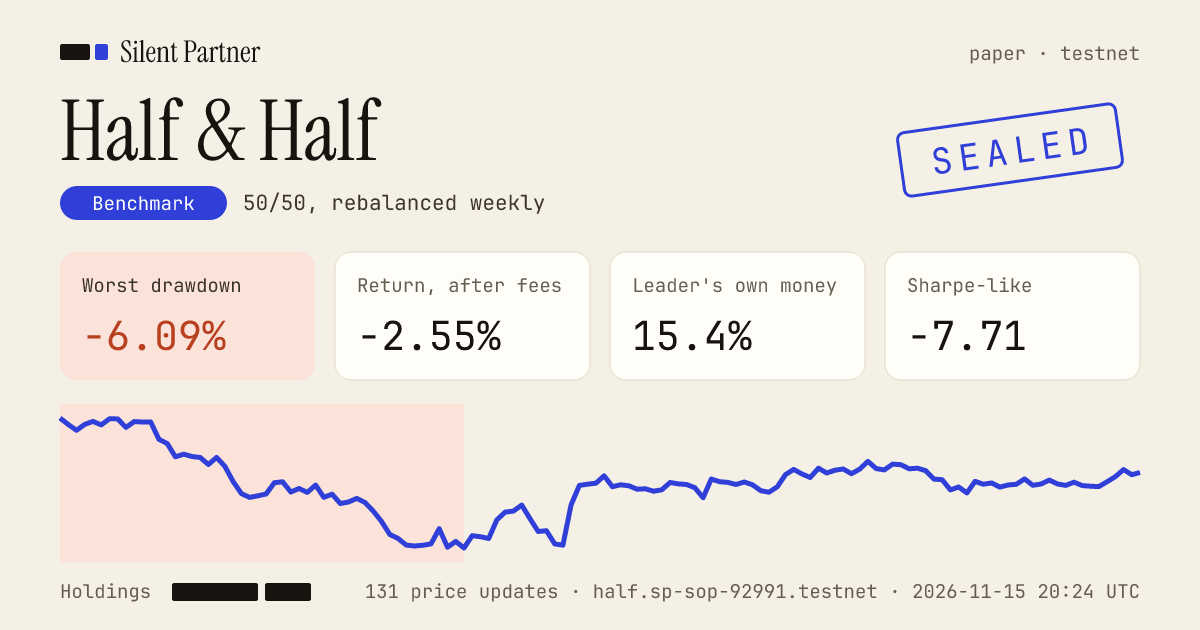 Silent Partner
paper · testnet
Half & Half
SEALED
Benchmark 50/50, rebalanced weekly
Worst drawdown
-6.09%
Return, after fees
-2.55%
Leader's own money
15.4%
Sharpe-like
-7.71
Holdings
131 price updates · half.sp-sop-92991.testnet · 2026-11-15 20:24 UTC